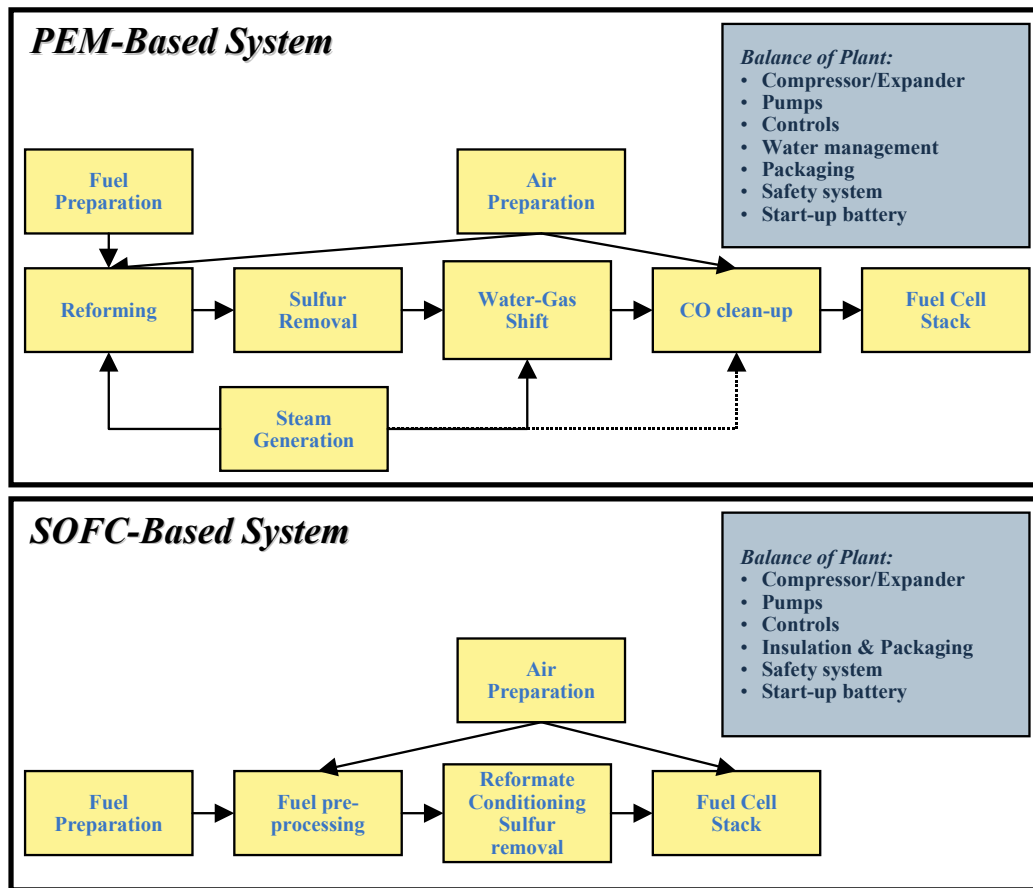 PEM-Based System
Balance of Plant:
• Compressor/Expander
• Pumps
• Controls
• Water management
• Packaging
• Safety system
• Start-up battery
Fuel
Preparation
Air
Preparation
Reforming
Sulfur
Removal
Water-Gas
Shift
CO clean-up
Fuel Cell
Stack
Steam
Generation
SOFC-Based System
Balance of Plant:
• Compressor/Expander
• Pumps
• Controls
• Insulation & Packaging
• Safety system
• Start-up battery
Air
Preparation
Fuel
Preparation
Fuel pre-
processing
Reformate
Conditioning
Sulfur
removal
Fuel Cell
Stack